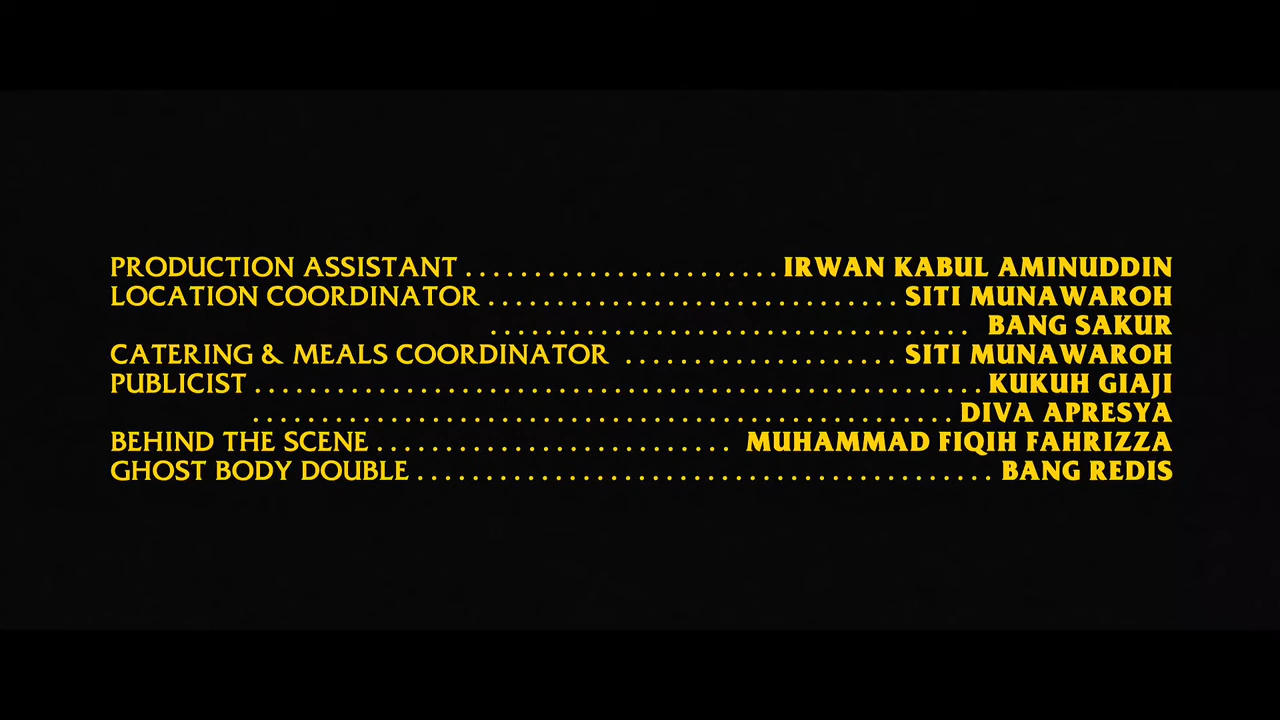 PRODUCTION ASSISTANT . . . . . . . . . . . . . . . . . . . . . . . IRWAN KABUL AMINUDDIN
LOCATION COORDINATOR . . . . . . . . . . . . . . . . . . . . . . . . . . . . . . SITI MUNAWAROH
. . . . . . . . . . . . . . . . . . . . . . . . . . . . . . . . . . . BANG SAKUR
CATERING & MEALS COORDINATOR . . . . . . . . . . . . . . . . . . . . SITI MUNAWAROH
PUBLICIST . . . . . . . . . . . . . . . . . . . . . . . . . . . . . . . . . . . . . . . . . . . . . . . . . . . . . KUKUH GIAJI
. . . . . . . . . . . . . . . . . . . . . . . . . . . . . . . . . . . . . . . . . . . . . . . . . . . DIVA APRESYA
BEHIND THE SCENE . . . . . . . . . . . . . . . . . . . . . . . . . . MUHAMMAD FIQIH FAHRIZZA
GHOST BODY DOUBLE . . . . . . . . . . . . . . . . . . . . . . . . . . . . . . . . . . . . . . . . . . BANG REDIS